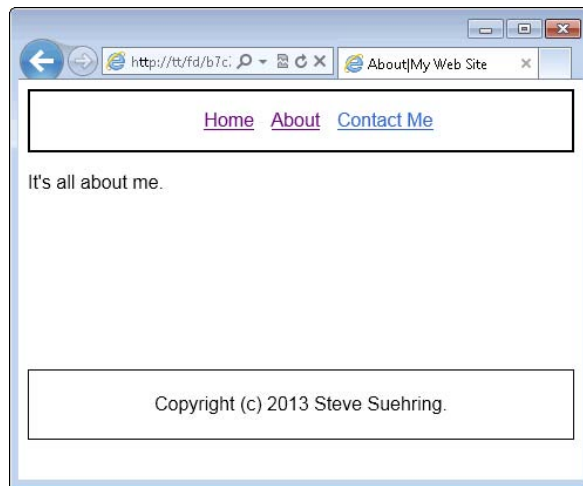 http://tt/fd/b7c
About|My Web Site
Home About Contact Me
It's all about me.
Copyright (c) 2013 Steve Suehring.